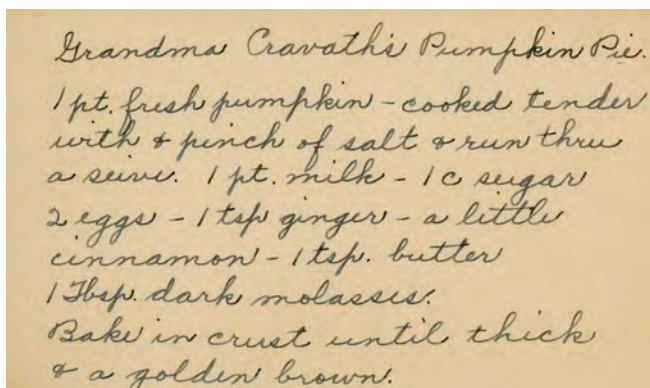 Grandma Cravath's Pumpkin Pie.
1 pt. fresh pumpkin - cooked tender
with & pinch of salt & run thru
a seive. 1 pt. milk - 1 c sugar
2 eggs - 1 tsp ginger - a little
cinnamon - 1 tsp. butter
1 Tbsp. dark molasses.
Bake in crust until thick
& a golden brown.